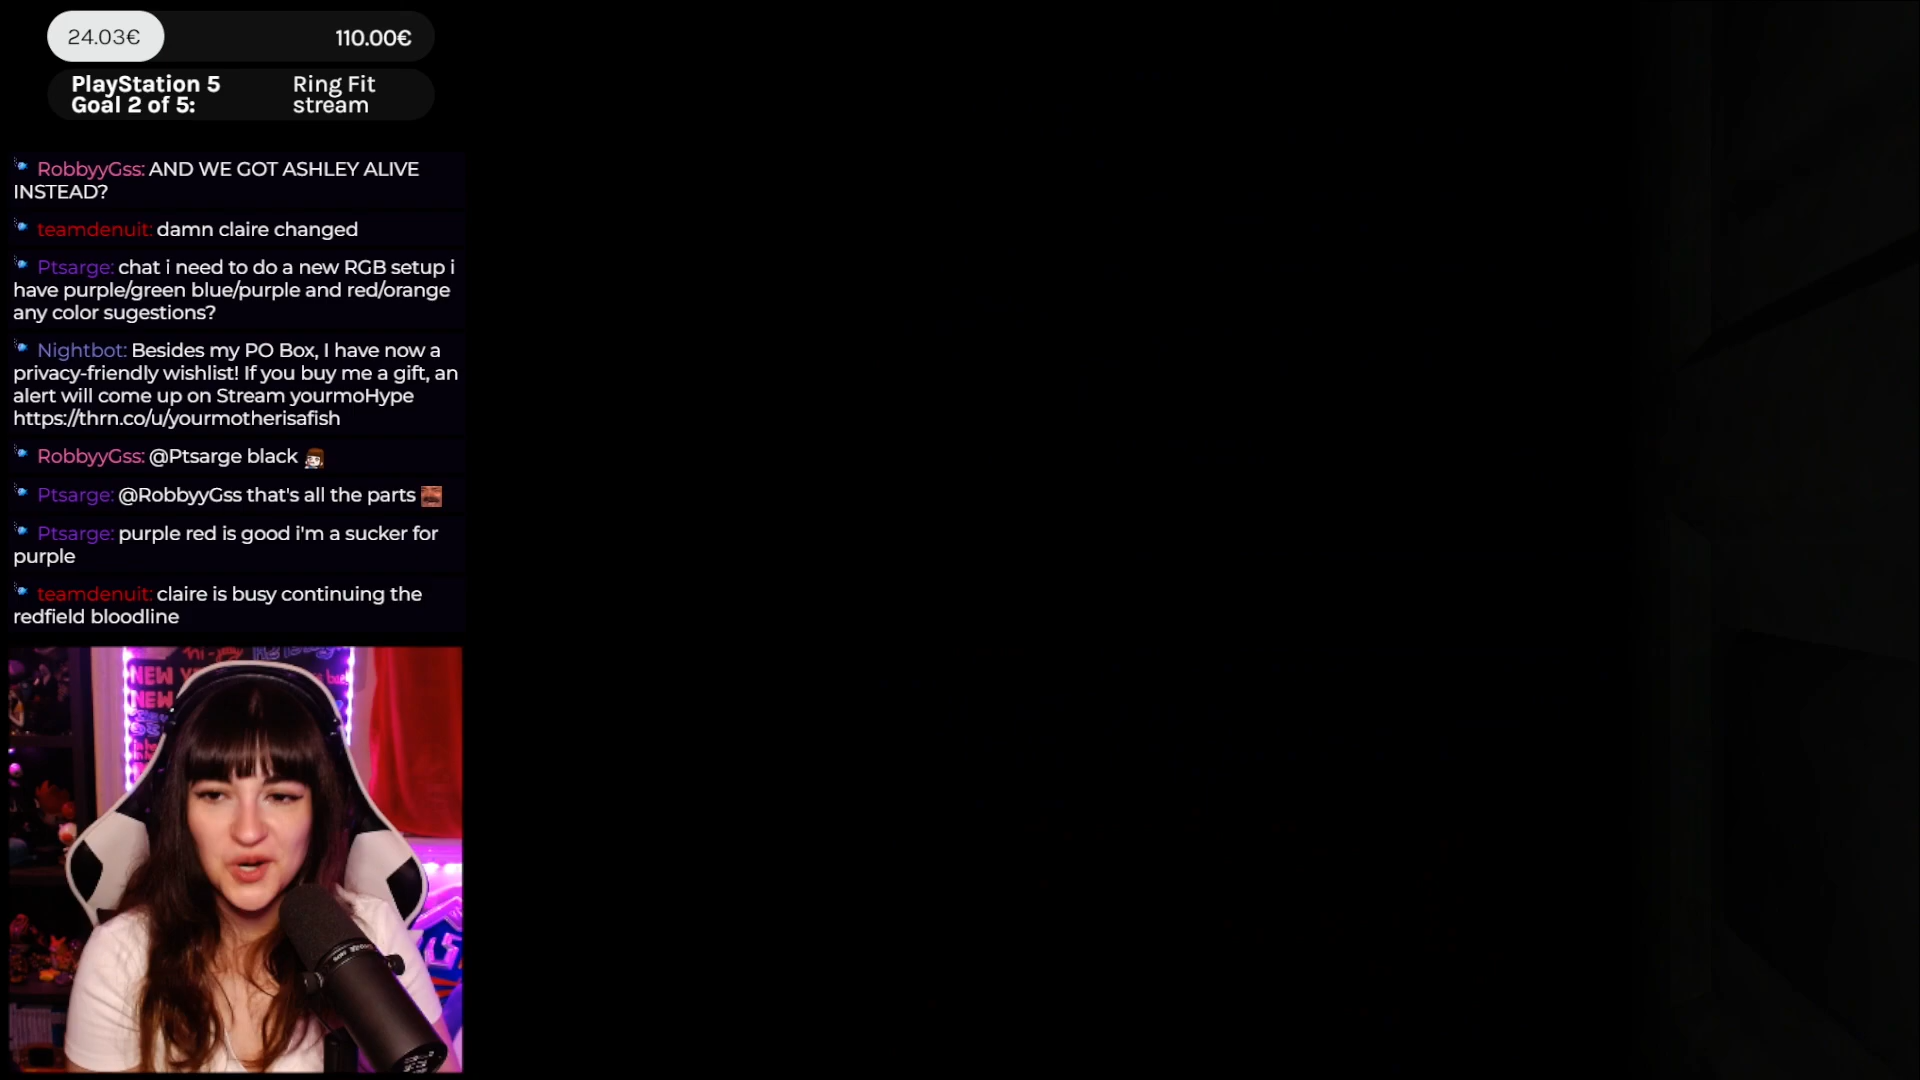 24.03€ 110.00€
PlayStation 5
Goal 2 of 5:
Ring Fit
stream
RobbyyGss: AND WE GOT ASHLEY ALIVE
INSTEAD?
teamdenuit: damn claire changed
Ptsarge: chat i need to do a new RGB setup i
have purple/green blue/purple and red/orange
any color sugestions?
Nightbot: Besides my PO Box, I have now a
privacy-friendly wishlist! If you buy me a gift, an
alert will come up on Stream yourmoHype
https://thrn.co/u/yourmotherisafish
RobbyyGss: @Ptsarge black
Ptsarge: @RobbyyGss that's all the parts
Ptsarge: purple red is good i'm a sucker for
purple
teamdenuit: claire is busy continuing the
redfield bloodline
NEW
NEW